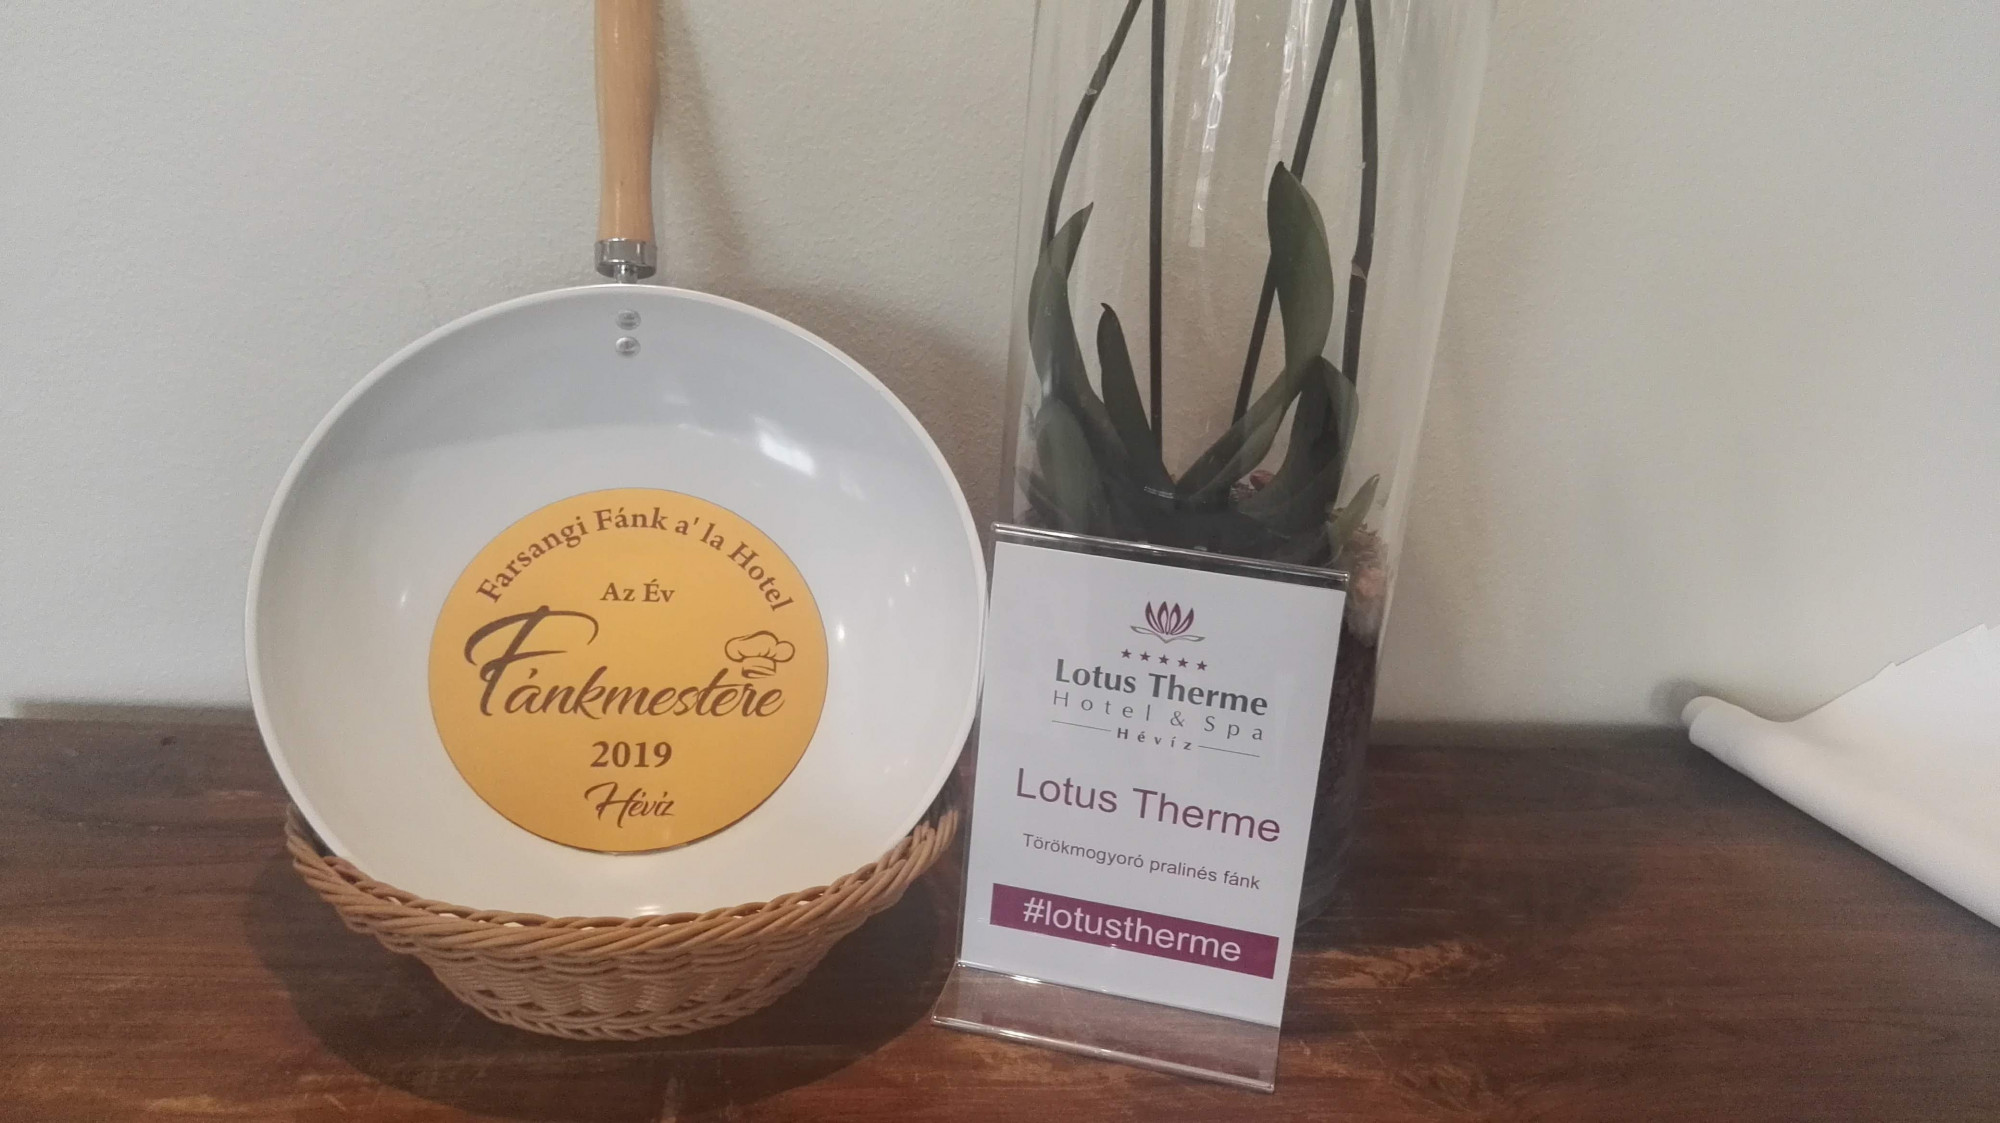 Farsangi Fánk a' la Hotel
Az Év
Fánkmestere
2019
Hévíz
Lotus Therme
Hotel & Spa
Hévíz
Lotus Therme
Törökmogyoró pralinés fánk
#lotustherme